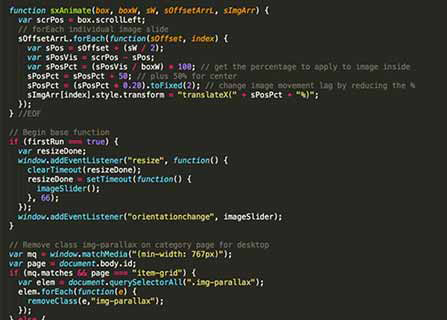 function sxAnimate(box, boxW, sW, sOffsetArrL, sImgArr) {
var scrPos = box.scrollLeft;
// forEach individual image slide
sOffsetArrL.forEach(function(sOffset, index) {
var sPos = sOffset + (sW / 2);
var sPosVis = scrPos - sPos;
var sPosPct = (sPosVis / boxW) * 100; // get the percentage to apply to image inside
sPosPct = sPosPct + 50; // plus 50% for center
sPosPct = (sPosPct * 0.20).toFixed(2); // change image movement lag by reducing the %
sImgArr[index].style.transform = "translateX(" + sPosPct + "%)";
});
} //EOF
// Begin base function
if (firstRun === true) {
var resizeDone;
window.addEventListener("resize", function() {
clearTimeout(resizeDone);
resizeDone = setTimeout(function() {
imageSlider();
}, 66);
});
window.addEventListener("orientationchange", imageSlider);
}
// Remove class img-parallax on category page for desktop
var mq = window.matchMedia("(min-width: 767px)");
var page = document.body.id;
if (mq.matches && page === "item-grid") {
var elem = document.querySelectorAll(".img-parallax");
elem.forEach(function(e) {
removeClass(e,"img-parallax");
});
} else {